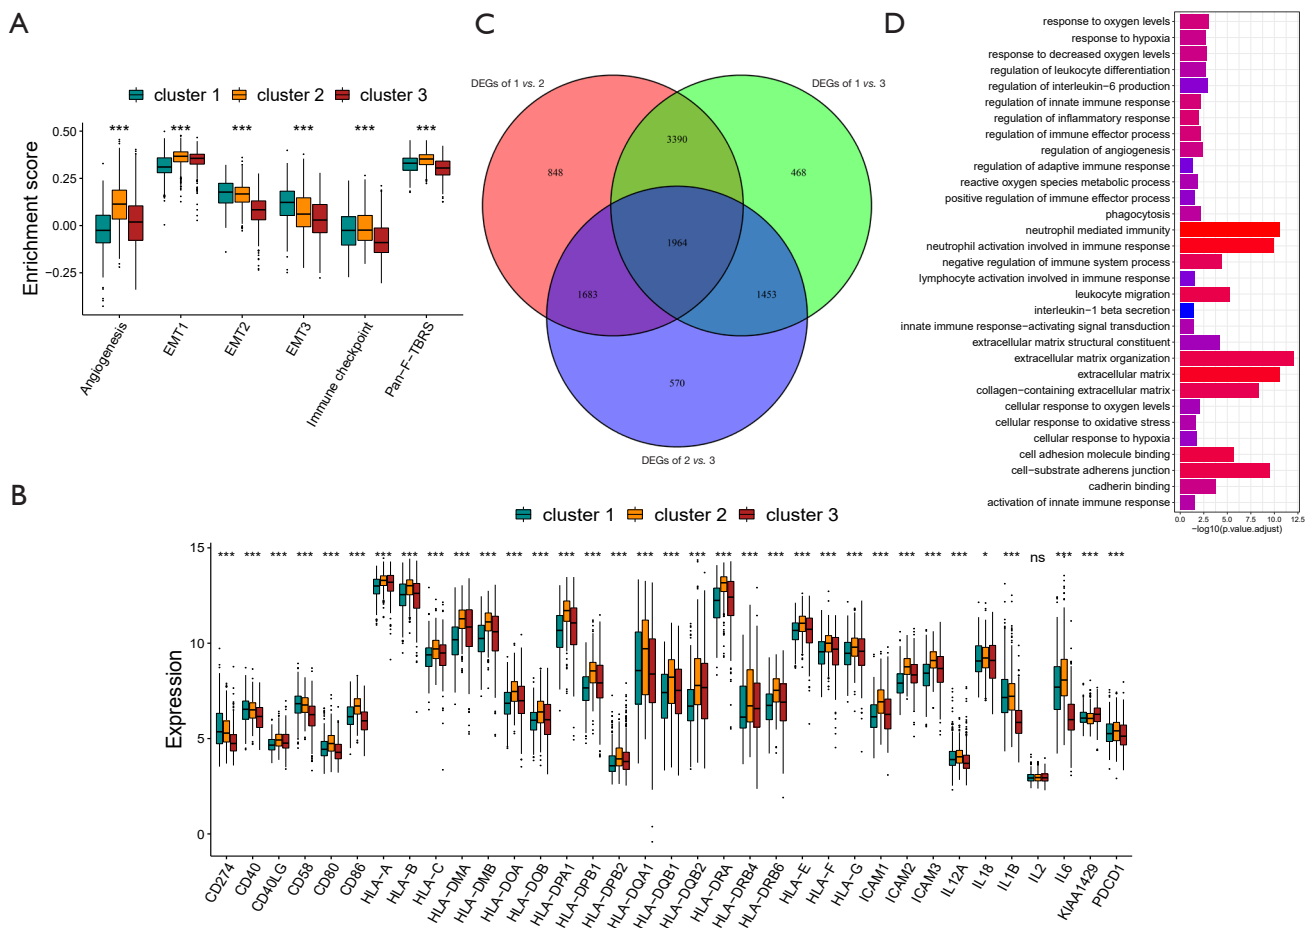 A
cluster 1 cluster 2 cluster 3
*** *** *** *** *** ***
Enrichment score
0.50
0.25
0.00
−0.25
Angiogenesis
EMT1
EMT2
EMT3
Immune checkpoint
Pan−F−TBRS
C
DEGs of 1 vs. 2
DEGs of 1 vs. 3
3390
848
468
1964
1683
1453
570
DEGs of 2 vs. 3
D
response to oxygen levels
response to hypoxia
response to decreased oxygen levels
regulation of leukocyte differentiation
regulation of interleukin−6 production
regulation of innate immune response
regulation of inflammatory response
regulation of immune effector process
regulation of angiogenesis
regulation of adaptive immune response
reactive oxygen species metabolic process
positive regulation of immune effector process
phagocytosis
neutrophil mediated immunity
neutrophil activation involved in immune response
negative regulation of immune system process
lymphocyte activation involved in immune response
leukocyte migration
interleukin−1 beta secretion
innate immune response−activating signal transduction
extracellular matrix structural constituent
extracellular matrix organization
extracellular matrix
collagen−containing extracellular matrix
cellular response to oxygen levels
cellular response to oxidative stress
cellular response to hypoxia
cell adhesion molecule binding
cell−substrate adherens junction
cadherin binding
activation of innate immune response
0.0 2.5 5.0 7.5 10.0 12.5
−log10(p.value.adjust)
B
cluster 1 cluster 2 cluster 3
*** *** *** *** *** *** *** *** *** *** *** *** *** *** *** *** *** *** *** *** *** *** *** *** *** *** *** *** *** * *** ns *** *** ***
Expression
15
10
5
0
CD274
CD40
CD40LG
CD58
CD80
CD86
HLA−A
HLA−B
HLA−C
HLA−DMA
HLA−DMB
HLA−DOA
HLA−DOB
HLA−DPA1
HLA−DPB1
HLA−DPB2
HLA−DQA1
HLA−DQB1
HLA−DQB2
HLA−DRA
HLA−DRB4
HLA−DRB6
HLA−E
HLA−F
HLA−G
ICAM1
ICAM2
ICAM3
IL12A
IL18
IL1B
IL2
IL6
KIAA1429
PDCD1